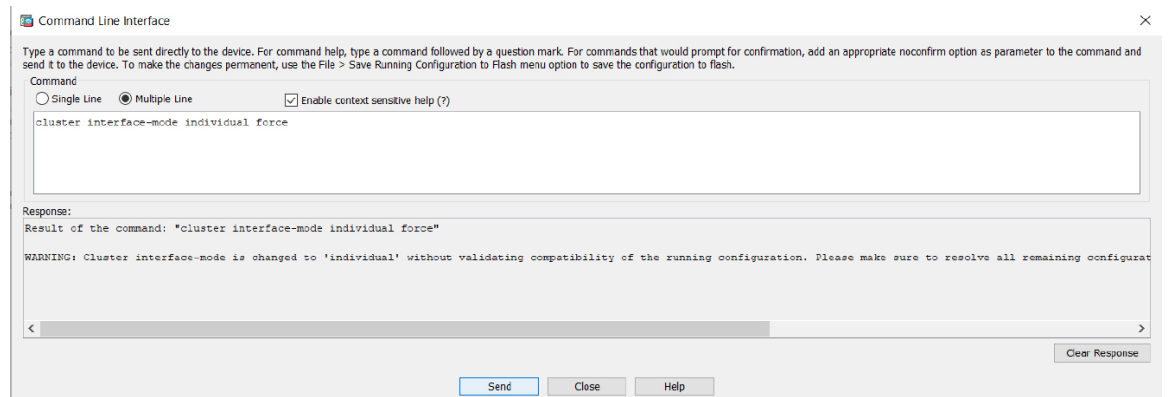 Command Line Interface
Type a command to be sent directly to the device. For command help, type a command followed by a question mark. For commands that would prompt for confirmation, add an appropriate noconfirm option as parameter to the command and
send it to the device. To make the changes permanent, use the File > Save Running Configuration to Flash menu option to save the configuration to flash.
Command
Single Line Multiple Line Enable context sensitive help (?)
cluster interface-mode individual force
Response:
Result of the command: "cluster interface-mode individual force"
WARNING: Cluster interface-mode is changed to 'individual' without validating compatibility of the running configuration. Please make sure to resolve all remaining configurat
Clear Response
Send Close Help